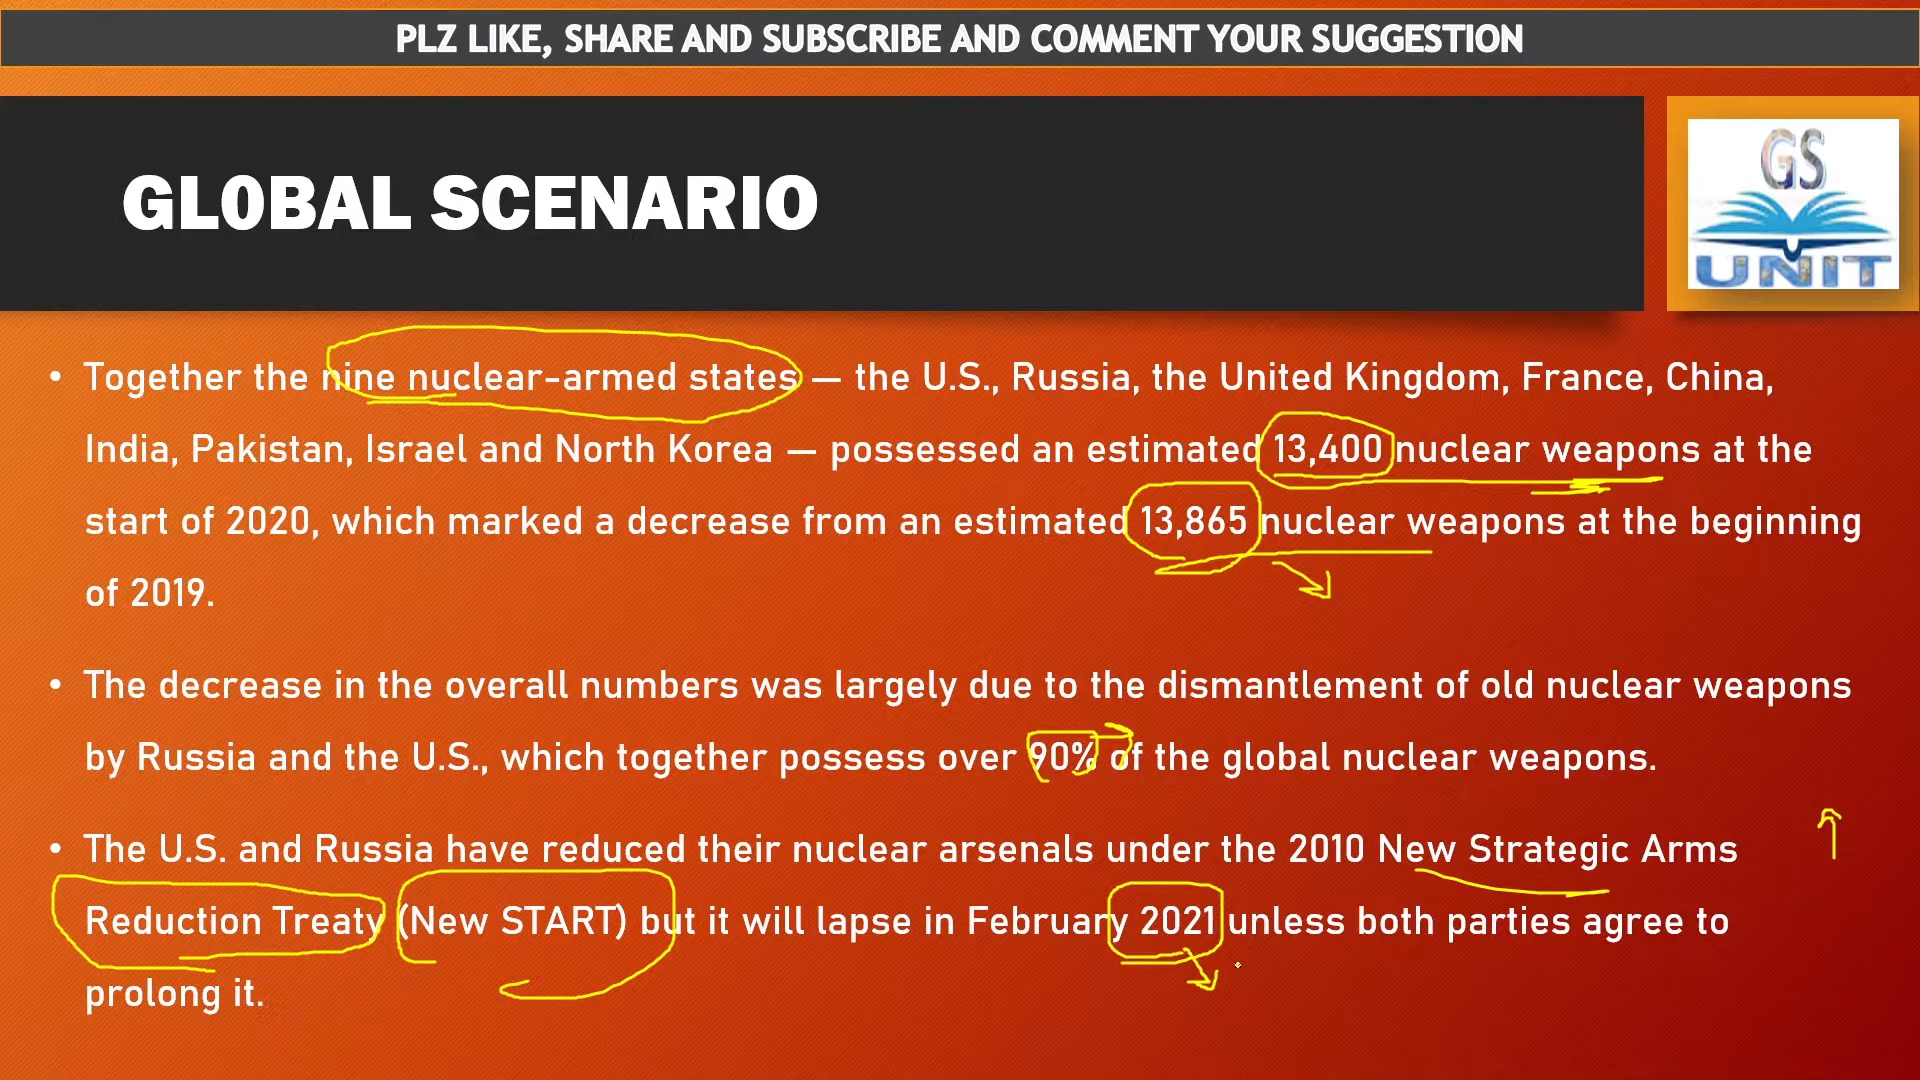 PLZ LIKE, SHARE AND SUBSCRIBE AND COMMENT YOUR SUGGESTION
GLOBAL SCENARIO
GS
UNIT
• Together the nine nuclear-armed states — the U.S., Russia, the United Kingdom, France, China,
India, Pakistan, Israel and North Korea — possessed an estimated 13,400 nuclear weapons at the
start of 2020, which marked a decrease from an estimated 13,865 nuclear weapons at the beginning
of 2019.
• The decrease in the overall numbers was largely due to the dismantlement of old nuclear weapons
by Russia and the U.S., which together possess over 90% of the global nuclear weapons.
• The U.S. and Russia have reduced their nuclear arsenals under the 2010 New Strategic Arms
Reduction Treaty (New START) but it will lapse in February 2021 unless both parties agree to
prolong it.